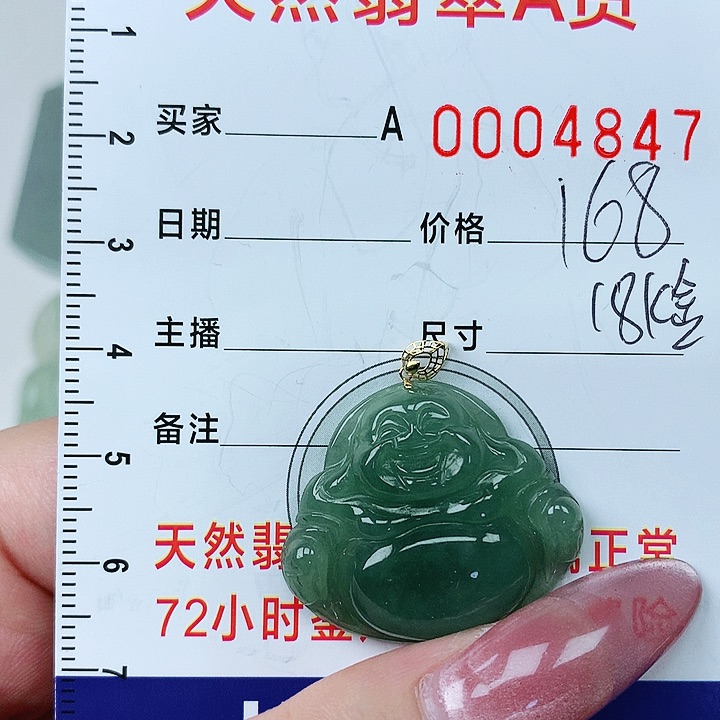 天然翡翠A货
1
买家 A 0004847
2
日期 价格 168
3
18K金
主播 尺寸
4
备注
5
天然翡 正常
6
72小时鉴 险
7